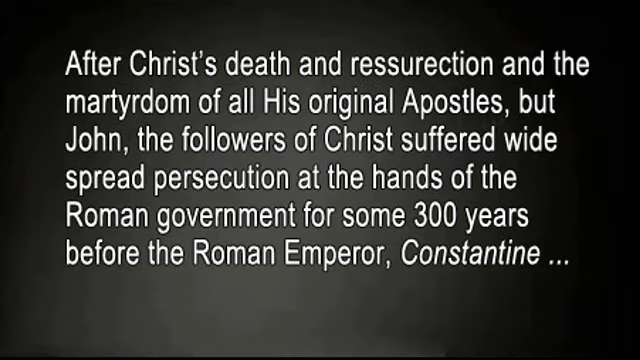 After Christ's death and ressurection and the
martyrdom of all His original Apostles, but
John, the followers of Christ suffered wide
spread persecution at the hands of the
Roman government for some 300 years
before the Roman Emperor, Constantine ...